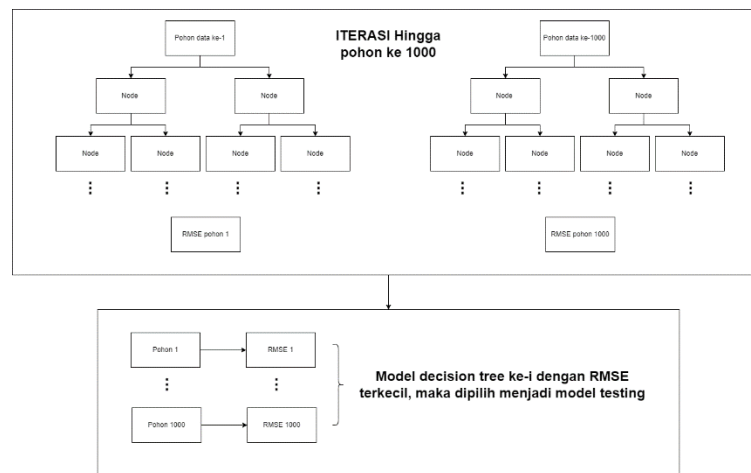 ITERASI Hingga
pohon ke 1000
Pohon data ke-1
Pohon data ke-1000
Node
Node
Node
Node
Node
Node
Node
Node
Node
Node
Node
Node
RMSE pohon 1
RMSE pohon 1000
Pohon 1
RMSE 1
Model decision tree ke-i dengan RMSE
terkecil, maka dipilih menjadi model testing
Pohon 1000
RMSE 1000